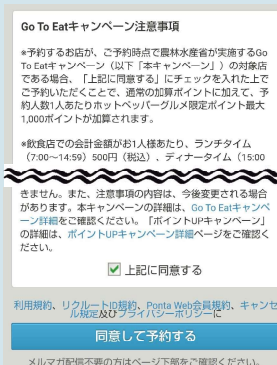 Go To Eatキャンペーン注意事項
※予約するお店が、ご予約時点で農林水産省が実施するGo
To Eatキャンペーン（以下「本キャンペーン」）の対象店
である場合、「上記に同意する」にチェックを入れた上で
ご予約いただくことで、通常の加算ポイントに加えて、予
約人数1人あたりホットペッパーグルメ限定ポイント最大
1,000ポイントが加算されます。
※飲食店での会計金額がお1人様あたり、ランチタイム
（7:00～14:59）500円（税込）、ディナータイム（15:00
きません。また、注意事項の内容は、今後変更される場合
があります。本キャンペーンの詳細は、Go To Eatキャンペ
ーン詳細をご確認ください。「ポイントUPキャンペーン」
の詳細は、ポイントUPキャンペーン詳細ページをご確認くだ
さい。
上記に同意する
利用規約、リクルートID規約、Ponta Web会員規約、キャンセ
ル規定及びプライバシーポリシーに
同意して予約する
メルマガ配信不要の方はページ下部をご確認ください。